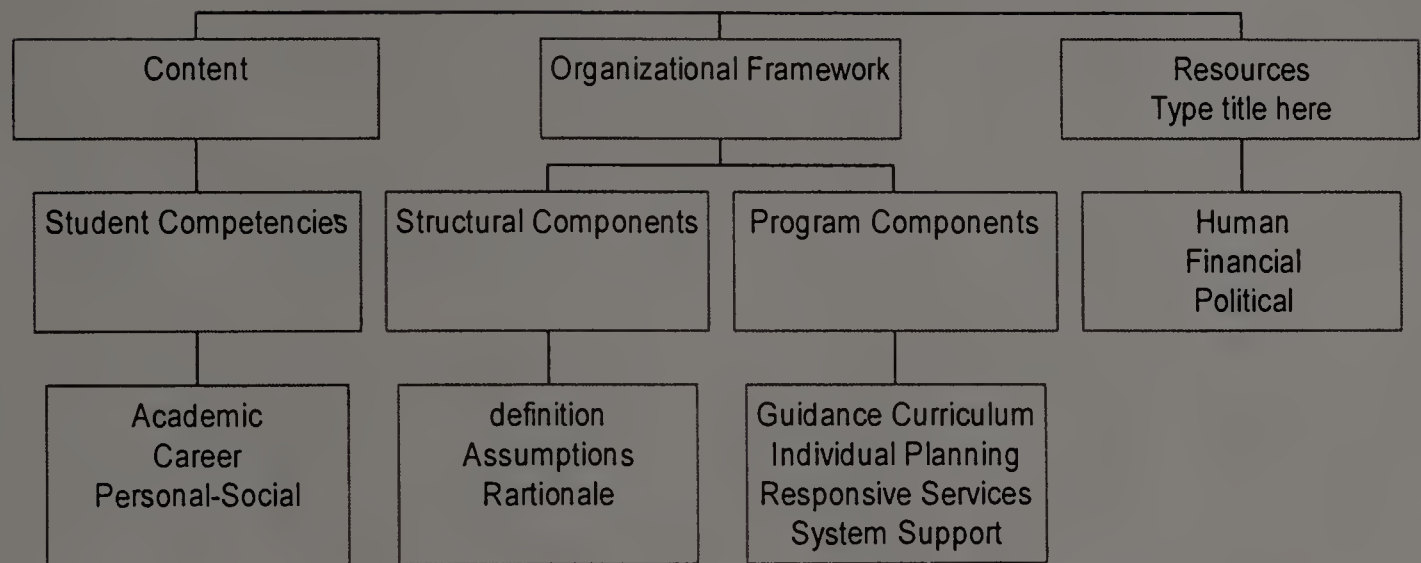 Content
Organizational Framework
Resources
Type title here
Student Competencies
Structural Components
Program Components
Human
Financial
Political
Academic
Career
Personal-Social
definition
Assumptions
Rartionale
Guidance Curriculum
Individual Planning
Responsive Services
System Support